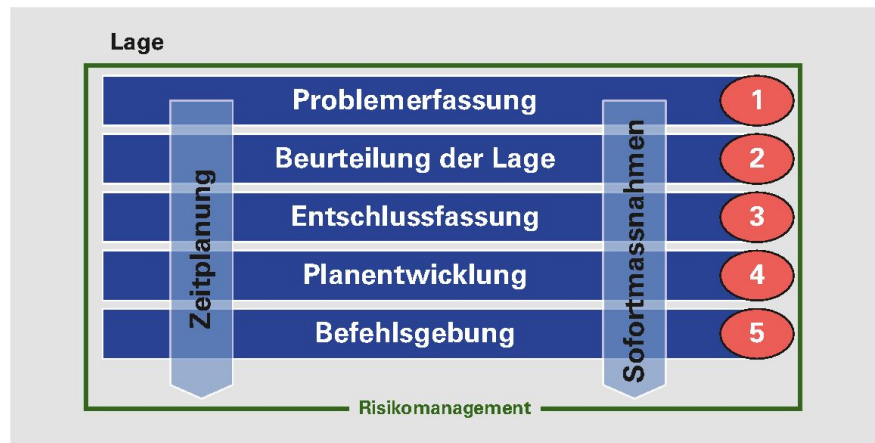 Lage
Problemerfassung 1
Beurteilung der Lage 2
Entschlussfassung 3
Planentwicklung 4
Befehlsgebung 5
Zeitplanung
Sofortmassnahmen
Risikomanagement